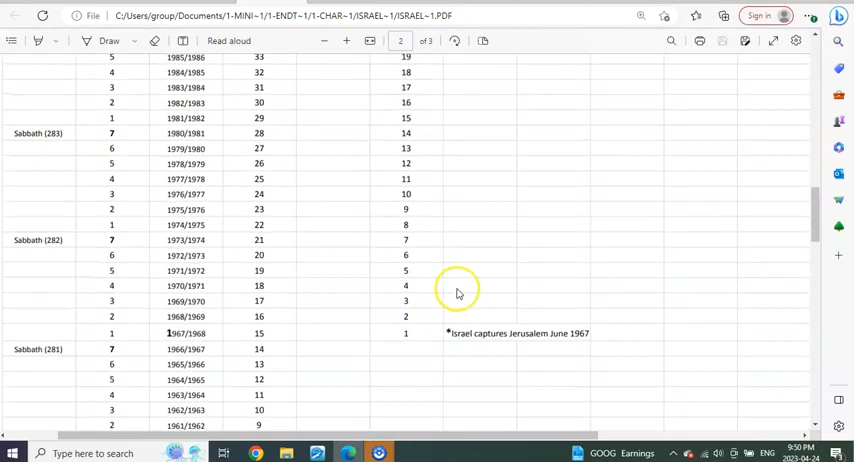 C:/Users/group/Documents/1-MINI~1/1-ENDT~1/1-CHAR~1/ISRAEL~1/ISRAEL~1.PDF
Sign in
Draw
Read aloud
2 of 3
5 1985/1986 33 19
4 1984/1985 32 18
3 1983/1984 31 17
2 1982/1983 30 16
1 1981/1982 29 15
Sabbath (283) 7 1980/1981 28 14
6 1979/1980 27 13
5 1978/1979 26 12
4 1977/1978 25 11
3 1976/1977 24 10
2 1975/1976 23 9
1 1974/1975 22 8
Sabbath (282) 7 1973/1974 21 7
6 1972/1973 20 6
5 1971/1972 19 5
4 1970/1971 18 4
3 1969/1970 17 3
2 1968/1969 16 2
1 1967/1968 15 1 *Israel captures Jerusalem June 1967
Sabbath (281) 7 1966/1967 14
6 1965/1966 13
5 1964/1965 12
4 1963/1964 11
3 1962/1963 10
2 1961/1962 9
Type here to search
GOOG Earnings
ENG
9:50 PM
2023-04-24